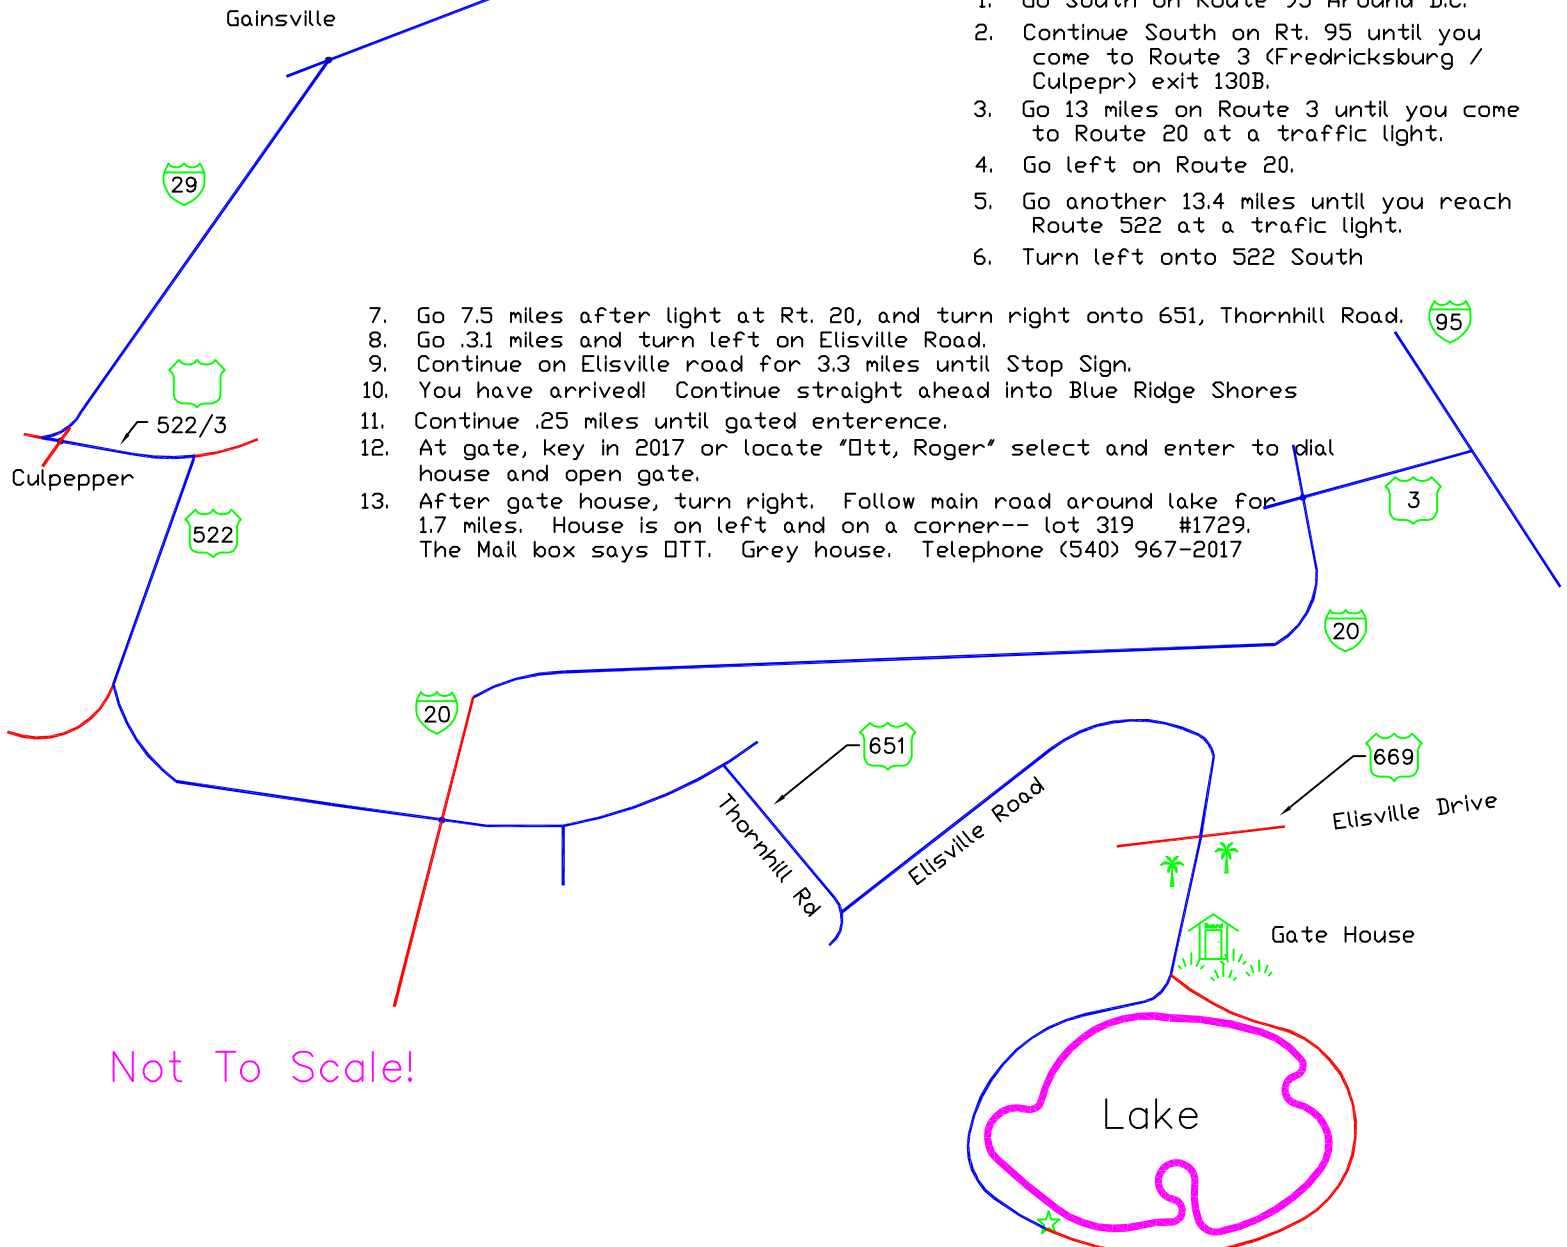 Gainsville
1. Go South on Route 95 Around D.C.
2. Continue South on Rt. 95 until you
come to Route 3 (Fredricksburg /
Culpepr) exit 130B.
3. Go 13 miles on Route 3 until you come
to Route 20 at a traffic light.
4. Go left on Route 20.
5. Go another 13.4 miles until you reach
Route 522 at a trafic light.
6. Turn left onto 522 South
29
7. Go 7.5 miles after light at Rt. 20, and turn right onto 651, Thornhill Road.
8. Go .3.1 miles and turn left on Elisville Road.
9. Continue on Elisville road for 3.3 miles until Stop Sign.
10. You have arrived! Continue straight ahead into Blue Ridge Shores
11. Continue .25 miles until gated enterence.
12. At gate, key in 2017 or locate "Ott, Roger" select and enter to dial
house and open gate.
13. After gate house, turn right. Follow main road around lake for
1.7 miles. House is on left and on a corner-- lot 319 #1729.
The Mail box says OTT. Grey house. Telephone (540) 967-2017
95
522/3
Culpepper
522
3
20
20
651
669
Thornhill Rd
Elisville Road
Elisville Drive
Guard
Gate House
Not To Scale!
Lake